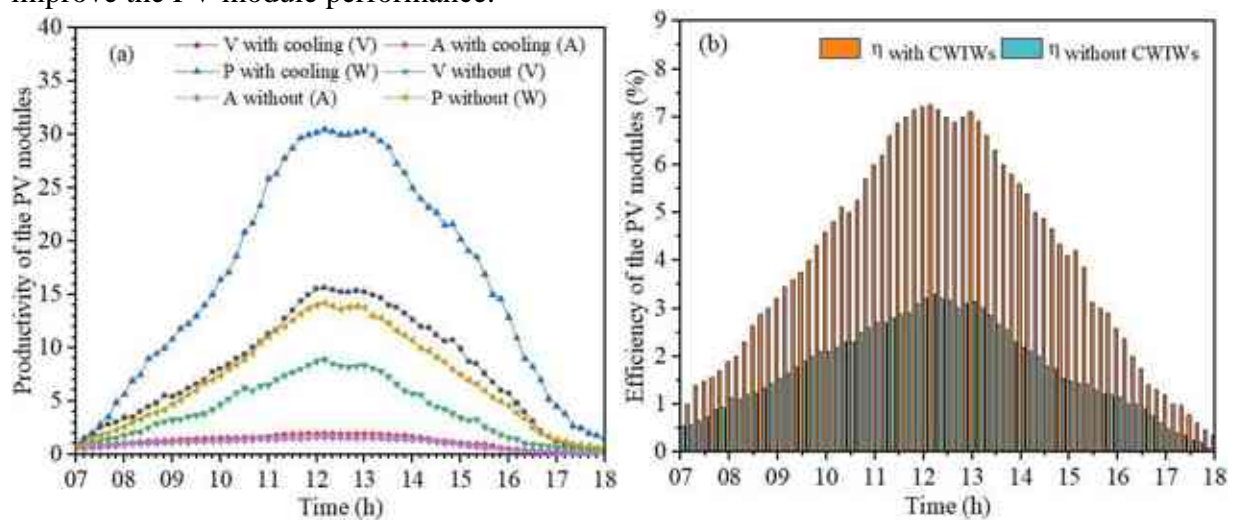 improve the PV module performance.
(a)
V with cooling (V) A with cooling (A)
P with cooling (W) V without (V)
A without (A) P without (W)
Productivity of the PV modules
40
35
30
25
20
15
10
5
0
07 08 09 10 11 12 13 14 15 16 17 18
Time (h)
(b)
η with CWIWs η without CWIWs
Efficiency of the PV modules (%)
9
8
7
6
5
4
3
2
1
0
07 08 09 10 11 12 13 14 15 16 17 18
Time (h)